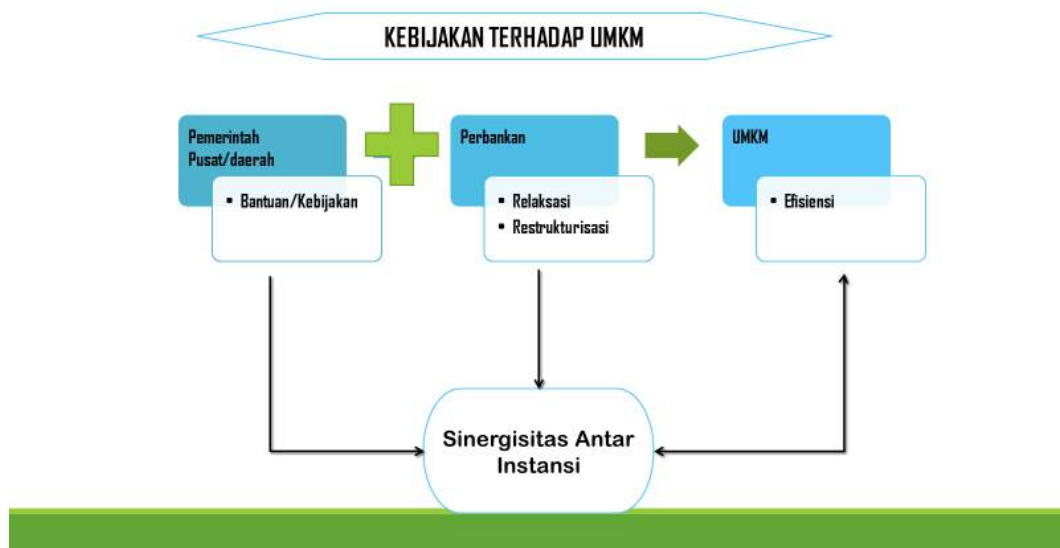 KEBIJAKAN TERHADAP UMKM
Pemerintah
Pusat/daerah
▪ Bantuan/Kebijakan
Perbankan
▪ Relaksasi
▪ Restrukturisasi
UMKM
▪ Efisiensi
Sinergisitas Antar
Instansi